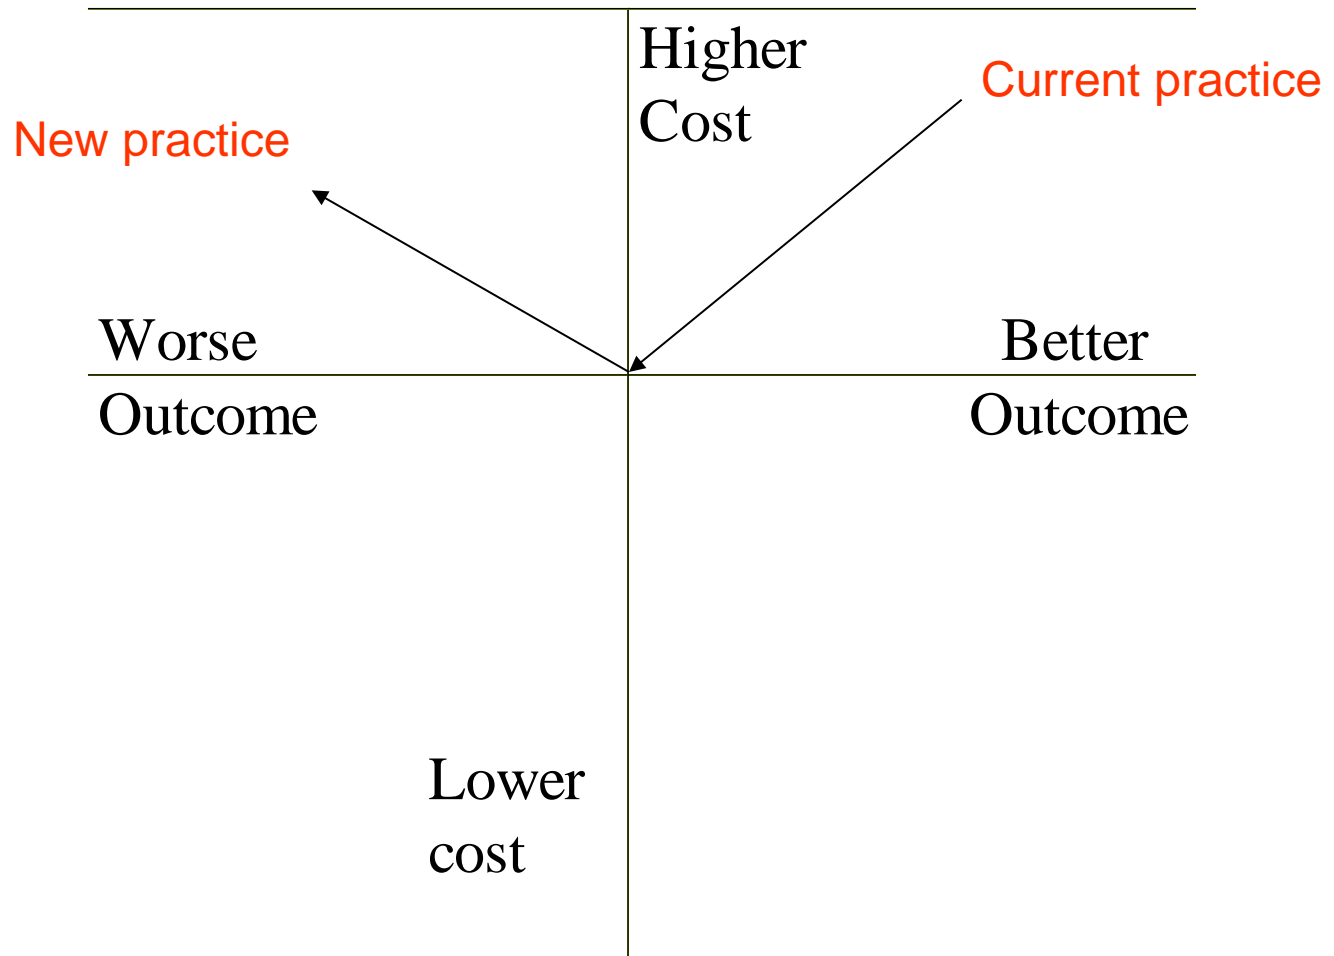 Higher
Cost
Current practice
New practice
Worse
Outcome
Better
Outcome
Lower
cost